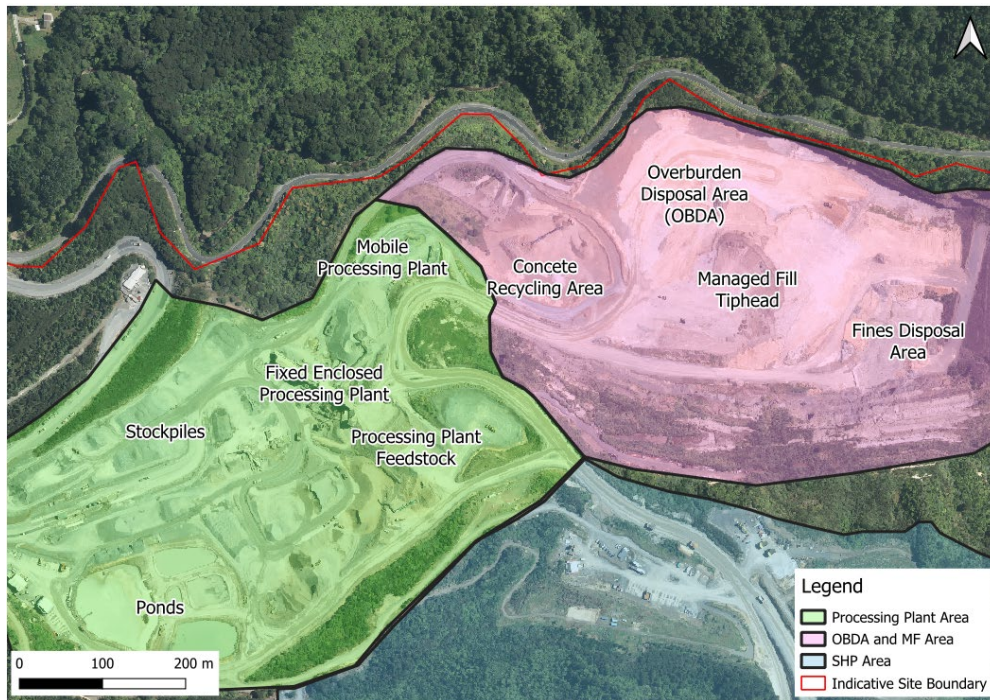 Overburden
Disposal Area
(OBDA)
Mobile
Processing Plant
Concete
Recycling Area
Managed Fill
Tiphead
Fines Disposal
Area
Fixed Enclosed
Processing Plant
Stockpiles
Processing Plant
Feedstock
Ponds
0 100 200 m
Legend
Processing Plant Area
OBDA and MF Area
SHP Area
Indicative Site Boundary